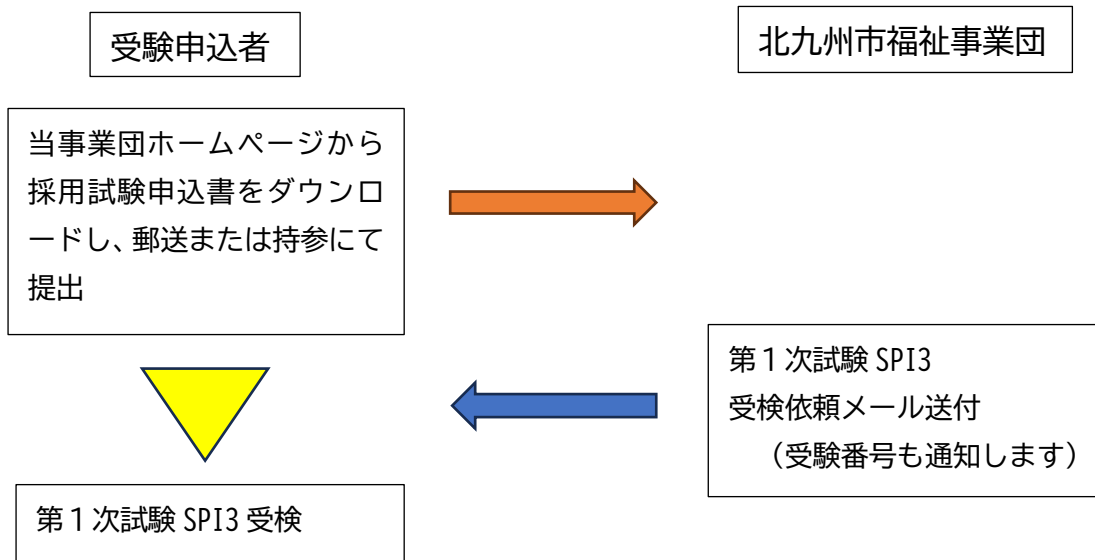 受験申込者
北九州市福祉事業団
当事業団ホームページから
採用試験申込書をダウンロ
ードし、郵送または持参にて
提出
第１次試験 SPI3
受検依頼メール送付
（受験番号も通知します）
第１次試験 SPI3 受検